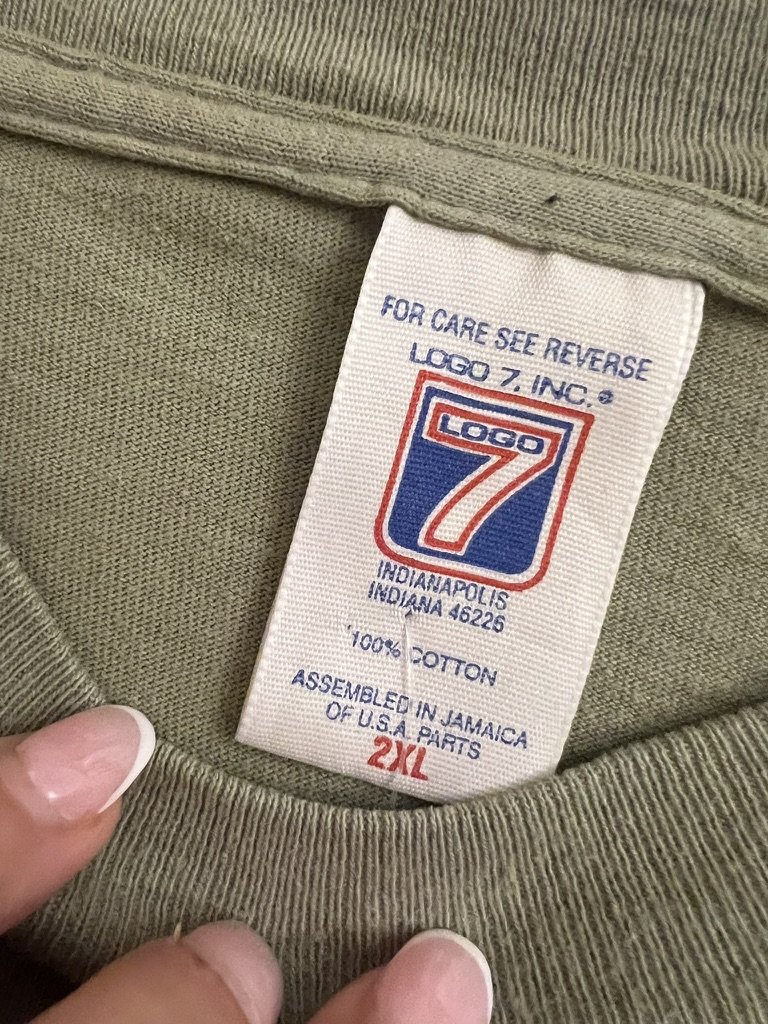 FOR CARE SEE REVERSE
LOGO 7, INC.®
LOGO
7
INDIANAPOLIS
INDIANA 46226
100% COTTON
ASSEMBLED IN JAMAICA
OF U.S.A. PARTS
2XL